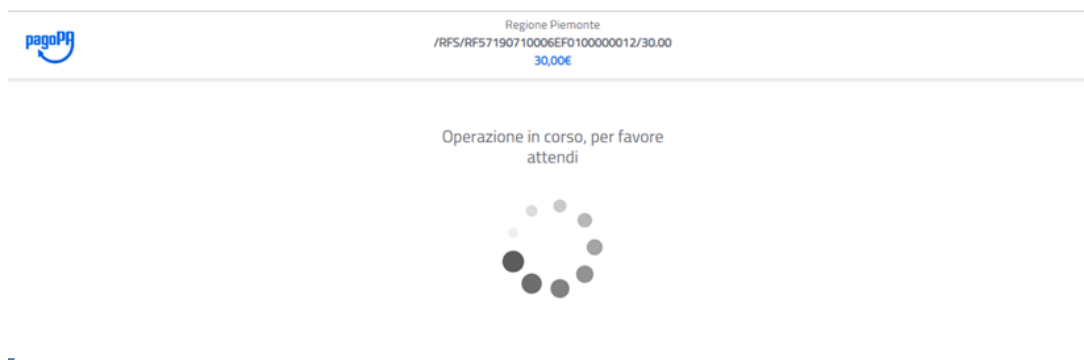 pagoPA
Regione Piemonte
/RFS/RF57190710006EF0100000012/30.00
30,00€
Operazione in corso, per favore
attendi